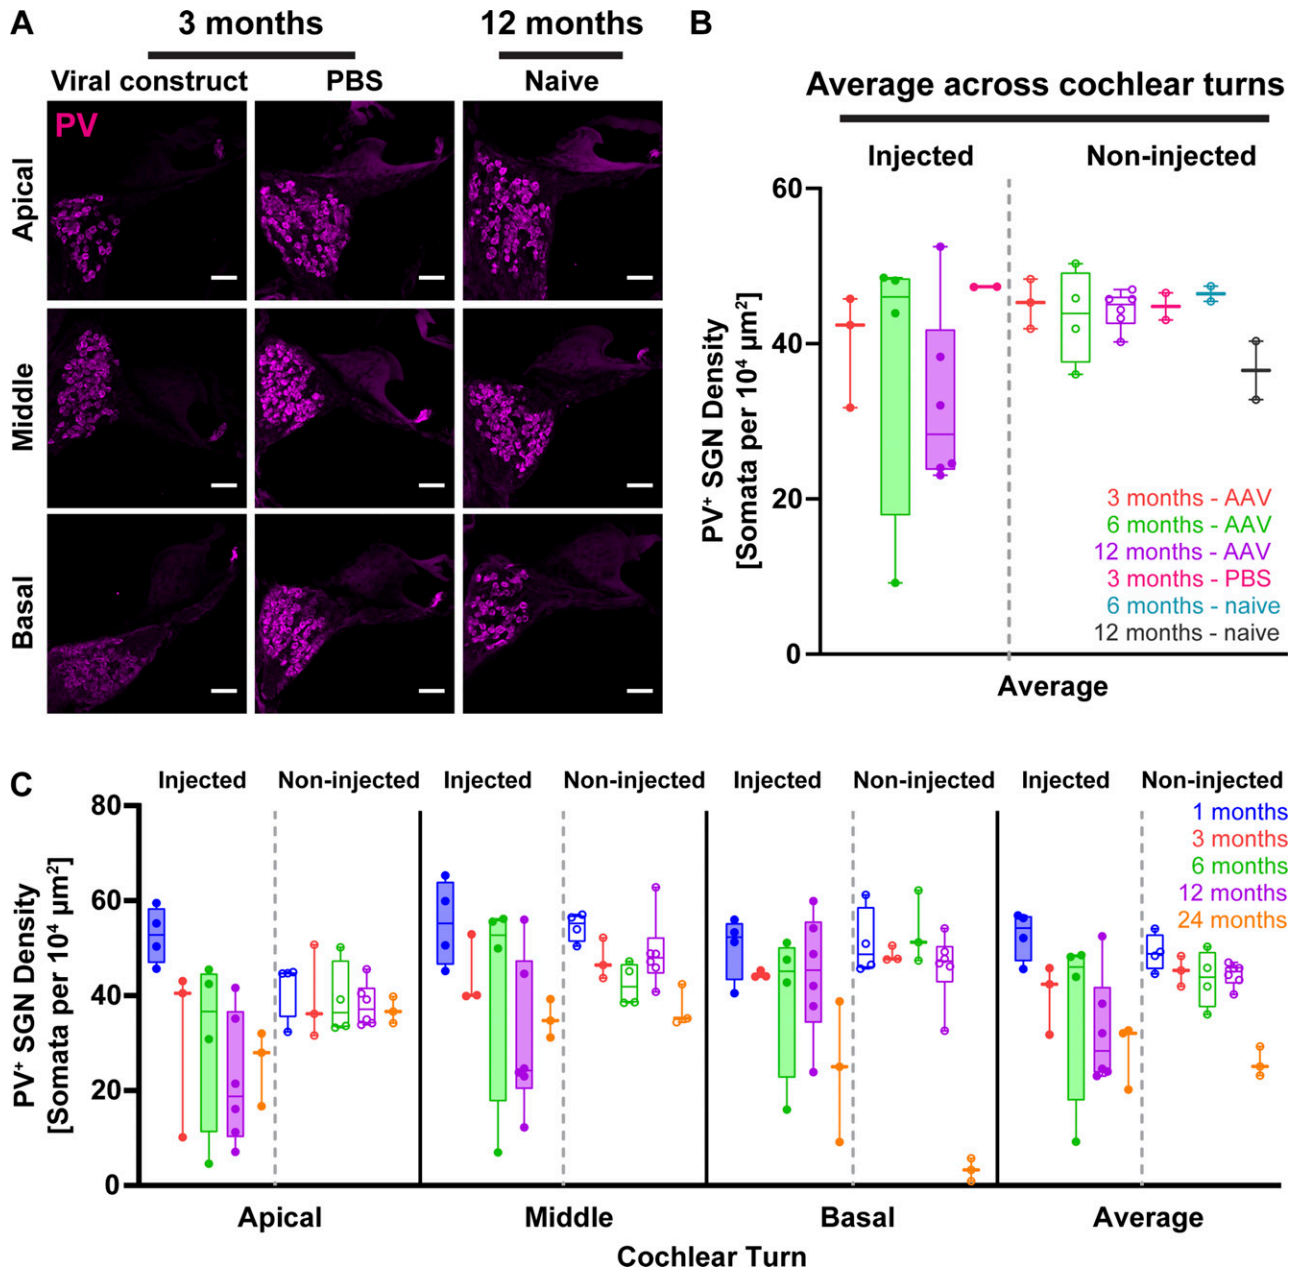 A
3 months
12 months
Viral construct
PBS
Naive
PV
Apical
Middle
Basal
B
Average across cochlear turns
Injected
Non-injected
60
40
20
0
PV⁺ SGN Density
[Somata per 10⁴ μm²]
3 months - AAV
6 months - AAV
12 months - AAV
3 months - PBS
6 months - naive
12 months - naive
Average
C
Injected
Non-injected
Injected
Non-injected
Injected
Non-injected
Injected
Non-injected
80
60
40
20
0
PV⁺ SGN Density
[Somata per 10⁴ μm²]
1 months
3 months
6 months
12 months
24 months
Apical
Middle
Basal
Average
Cochlear Turn